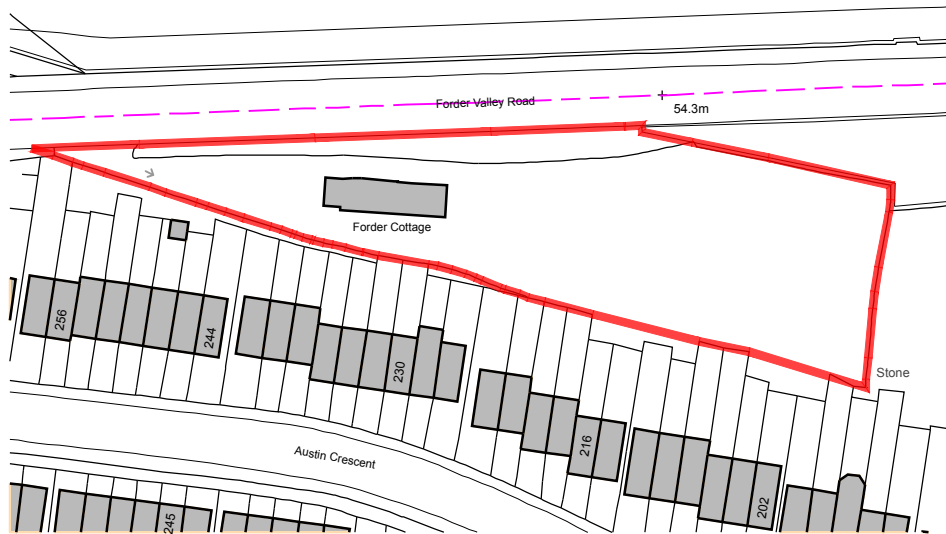 Forder Valley Road
54.3m
Forder Cottage
256
244
230
Stone
216
Austin Crescent
202
245